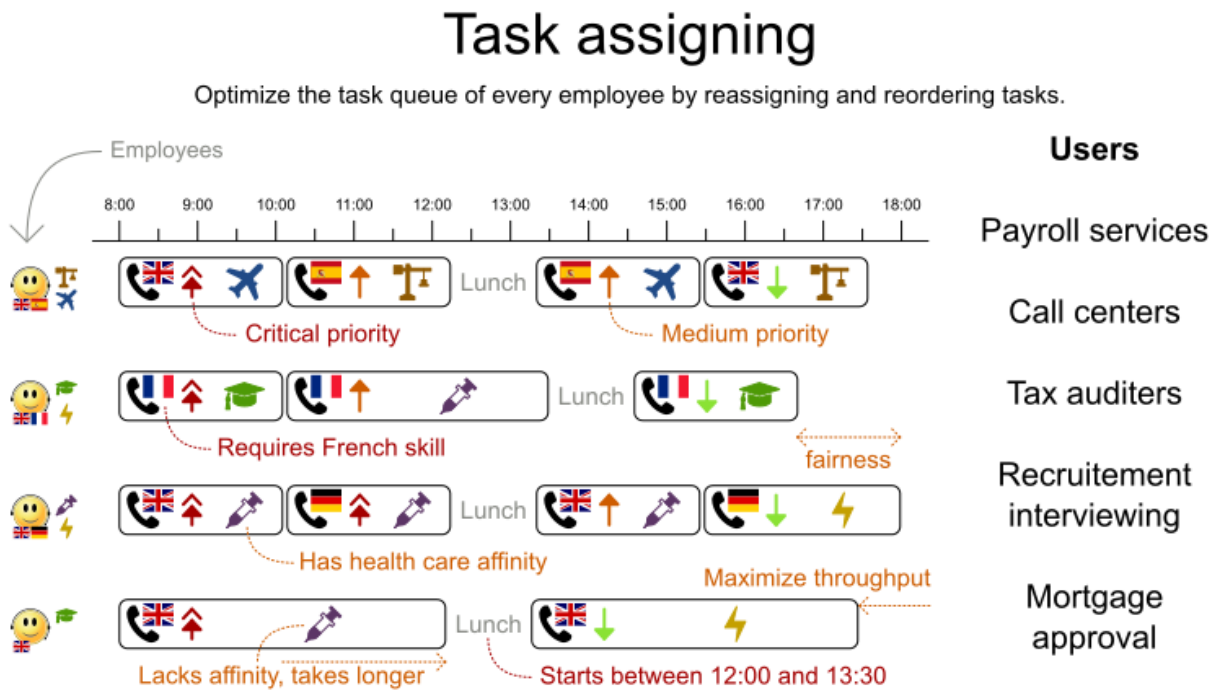 Task assigning
Optimize the task queue of every employee by reassigning and reordering tasks.
Employees
Users
8:00 9:00 10:00 11:00 12:00 13:00 14:00 15:00 16:00 17:00 18:00
Payroll services
Lunch
Call centers
Critical priority
Medium priority
Lunch
Tax auditers
Requires French skill
fairness
Recruitement
interviewing
Lunch
Has health care affinity
Maximize throughput
Mortgage
approval
Lunch
Lacks affinity, takes longer
Starts between 12:00 and 13:30